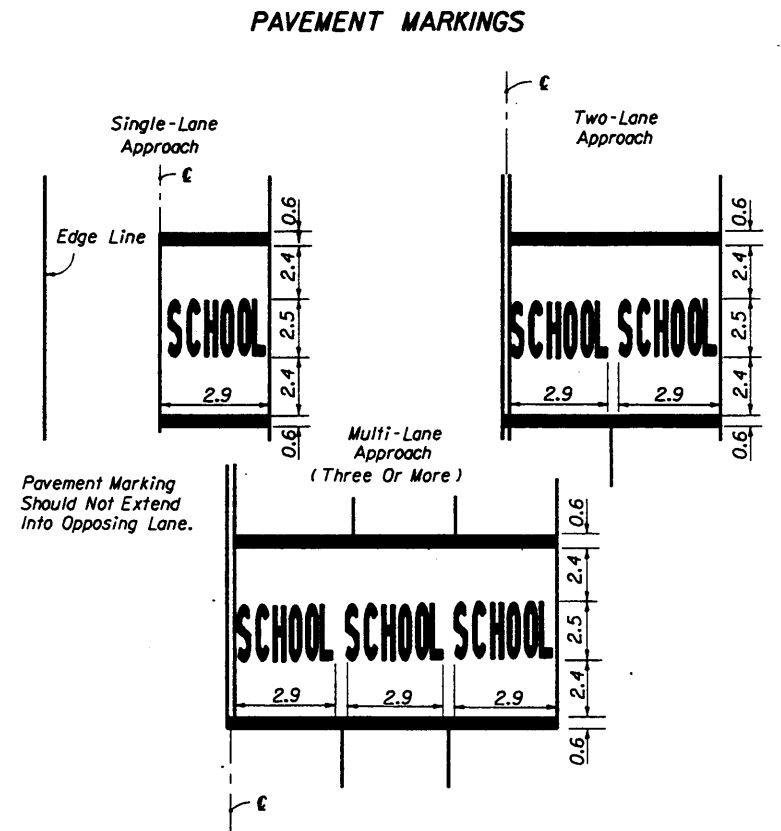 PAVEMENT MARKINGS
Single-Lane
Approach
℄
Edge Line
SCHOOL
2.9
0.6
2.4
2.5
2.4
0.6
Two-Lane
Approach
℄
SCHOOL SCHOOL
2.9 2.9
0.6
2.4
2.5
2.4
0.6
Pavement Marking
Should Not Extend
Into Opposing Lane.
Multi-Lane
Approach
(Three Or More)
SCHOOL SCHOOL SCHOOL
2.9 2.9 2.9
0.6
2.4
2.5
2.4
0.6
℄